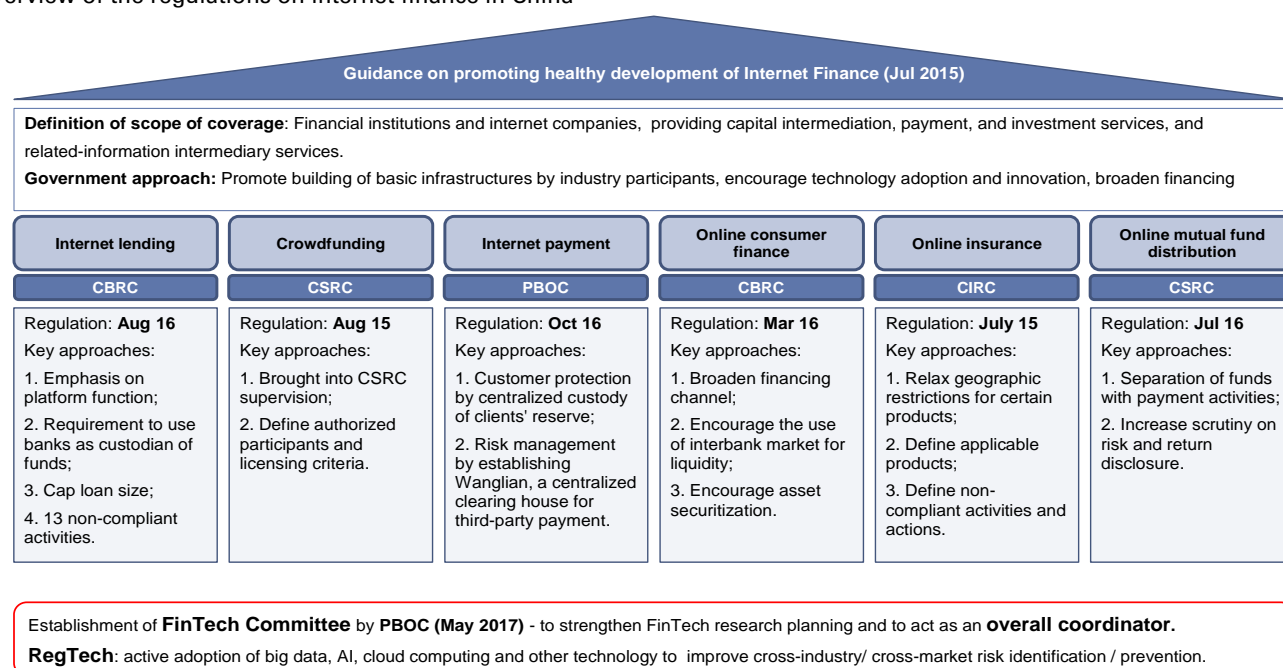 erview of the regulations on internet finance in China
Guidance on promoting healthy development of Internet Finance (Jul 2015)
Definition of scope of coverage: Financial institutions and internet companies, providing capital intermediation, payment, and investment services, and
related-information intermediary services.
Government approach: Promote building of basic infrastructures by industry participants, encourage technology adoption and innovation, broaden financing
Internet lending
CBRC
Regulation: Aug 16
Key approaches:
1. Emphasis on
platform function;
2. Requirement to use
banks as custodian of
funds;
3. Cap loan size;
4. 13 non-compliant
activities.
Crowdfunding
CSRC
Regulation: Aug 15
Key approaches:
1. Brought into CSRC
supervision;
2. Define authorized
participants and
licensing criteria.
Internet payment
PBOC
Regulation: Oct 16
Key approaches:
1. Customer protection
by centralized custody
of clients' reserve;
2. Risk management
by establishing
Wanglian, a centralized
clearing house for
third-party payment.
Online consumer
finance
CBRC
Regulation: Mar 16
Key approaches:
1. Broaden financing
channel;
2. Encourage the use
of interbank market for
liquidity;
3. Encourage asset
securitization.
Online insurance
CIRC
Regulation: July 15
Key approaches:
1. Relax geographic
restrictions for certain
products;
2. Define applicable
products;
3. Define non-
compliant activities and
actions.
Online mutual fund
distribution
CSRC
Regulation: Jul 16
Key approaches:
1. Separation of funds
with payment activities;
2. Increase scrutiny on
risk and return
disclosure.
Establishment of FinTech Committee by PBOC (May 2017) - to strengthen FinTech research planning and to act as an overall coordinator.
RegTech: active adoption of big data, AI, cloud computing and other technology to improve cross-industry/ cross-market risk identification / prevention.